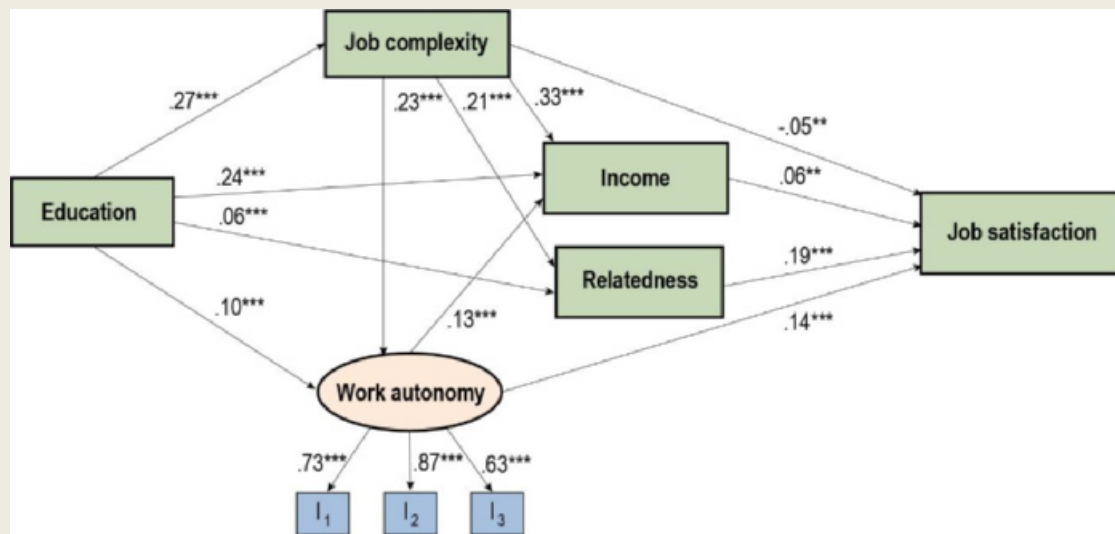 Job complexity
.27***
.23***
.21***
.33***
-.05**
.24***
Income
.06**
Education
.06***
Job satisfaction
Relatedness
.19***
.10***
.13***
.14***
Work autonomy
.73***
.87***
.63***
I1
I2
I3